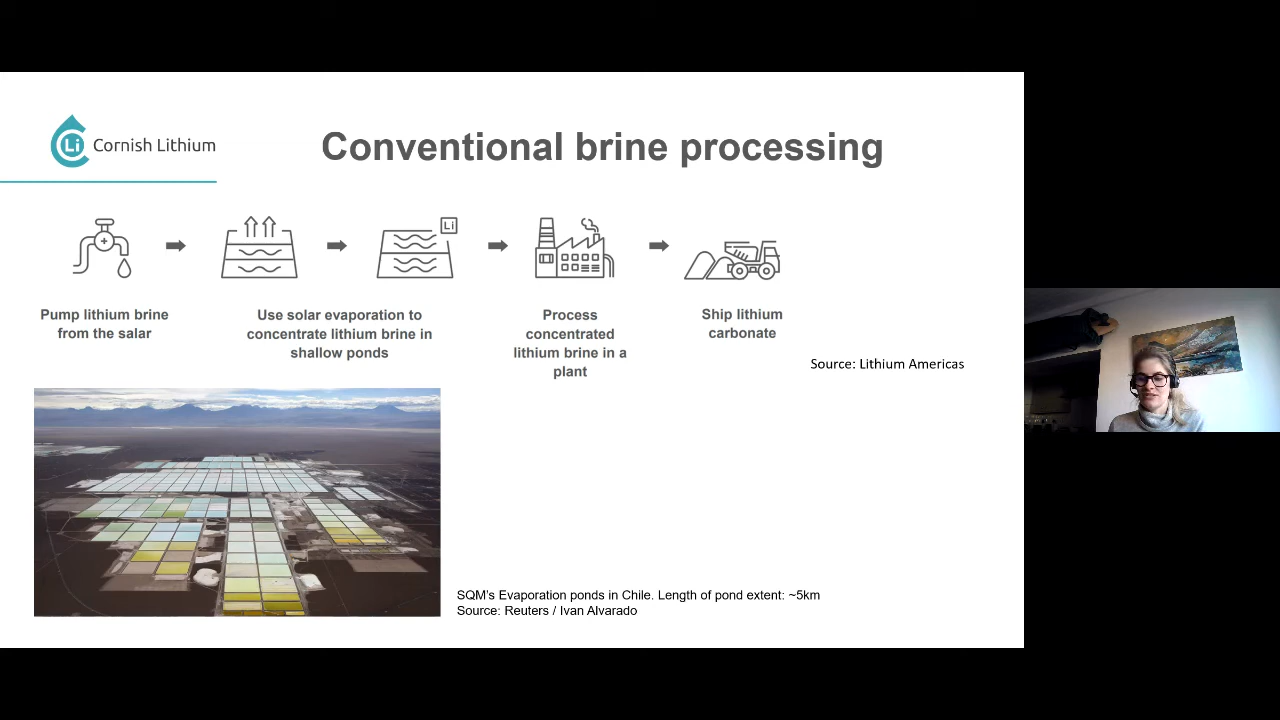 Li Cornish Lithium
Conventional brine processing
Li
Pump lithium brine
from the salar
Use solar evaporation to
concentrate lithium brine in
shallow ponds
Process
concentrated
lithium brine in a
plant
Ship lithium
carbonate
Source: Lithium Americas
SQM's Evaporation ponds in Chile. Length of pond extent: ~5km
Source: Reuters / Ivan Alvarado